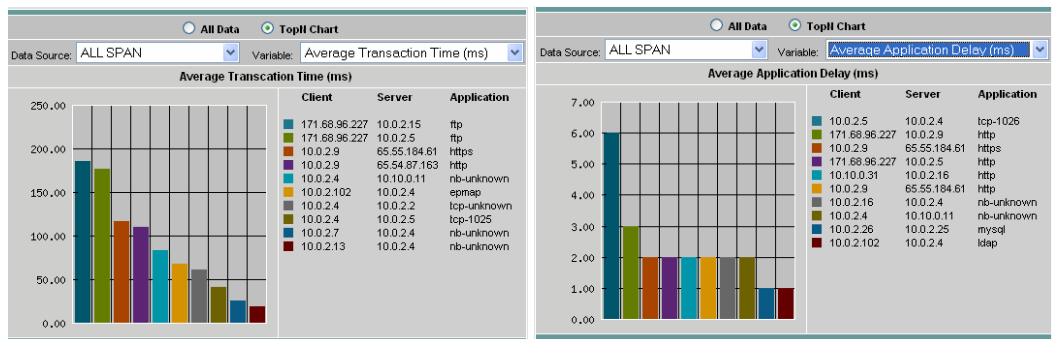 All Data TopN Chart
Data Source: ALL SPAN Variable: Average Transaction Time (ms)
Average Transcation Time (ms)
Client Server Application
171.68.96.227 10.0.2.15 ftp
171.68.96.227 10.0.2.5 ftp
10.0.2.9 65.55.184.61 https
10.0.2.9 65.54.87.163 http
10.0.2.4 10.10.0.11 nb-unknown
10.0.2.102 10.0.2.4 epmap
10.0.2.4 10.0.2.2 tcp-unknown
10.0.2.4 10.0.2.5 tcp-1025
10.0.2.7 10.0.2.4 nb-unknown
10.0.2.13 10.0.2.4 nb-unknown
250.00
200.00
150.00
100.00
50.00
0.00
All Data TopN Chart
Data Source: ALL SPAN Variable: Average Application Delay (ms)
Average Application Delay (ms)
Client Server Application
10.0.2.5 10.0.2.4 tcp-1026
171.68.96.227 10.0.2.9 http
10.0.2.9 65.55.184.61 https
171.68.96.227 10.0.2.5 http
10.10.0.31 10.0.2.16 http
10.0.2.9 65.55.184.61 http
10.0.2.16 10.0.2.4 nb-unknown
10.0.2.4 10.10.0.11 nb-unknown
10.0.2.26 10.0.2.25 mysql
10.0.2.102 10.0.2.4 ldap
7.00
6.00
5.00
4.00
3.00
2.00
1.00
0.00